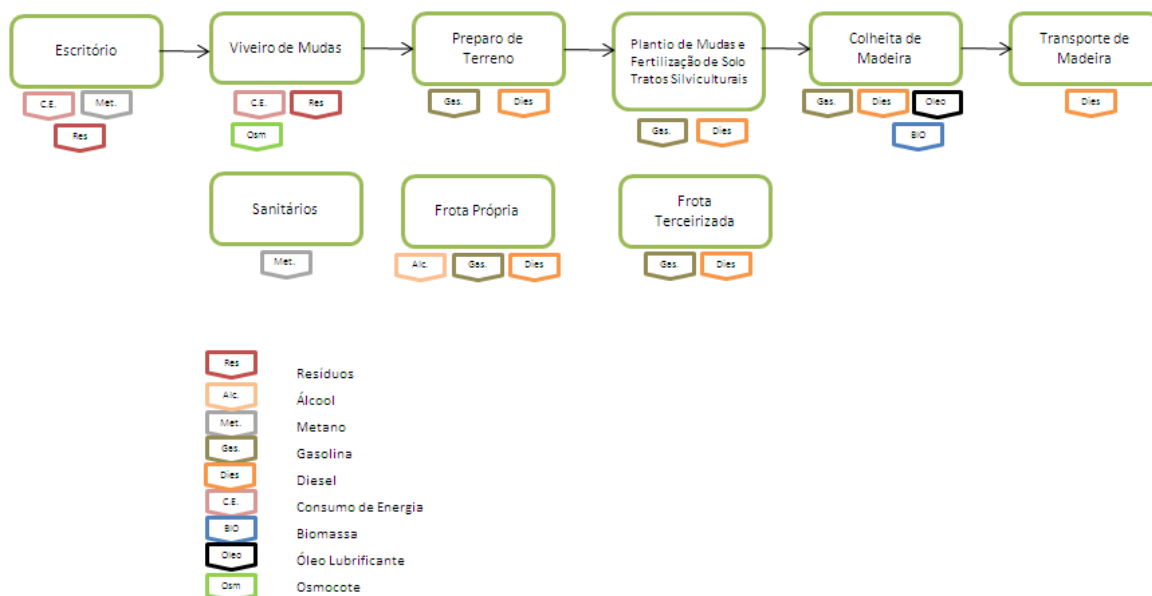 Escritório
Viveiro de Mudas
Preparo de
Terreno
Plantio de Mudas e
Fertilização de Solo
Tratos Silviculturais
Colheita de
Madeira
Transporte de
Madeira
C.E.
Met.
Res
C.E.
Res
Osm
Gas.
Dies
Gas.
Dies
Gas.
Dies
Oleo
BIO
Dies
Sanitários
Frota Própria
Frota
Terceirizada
Met.
Alc.
Gas.
Dies
Gas.
Dies
Res
Resíduos
Alc.
Álcool
Met.
Metano
Gas.
Gasolina
Dies
Diesel
C.E.
Consumo de Energia
BIO
Biomassa
Oleo
Óleo Lubrificante
Osm
Osmocote